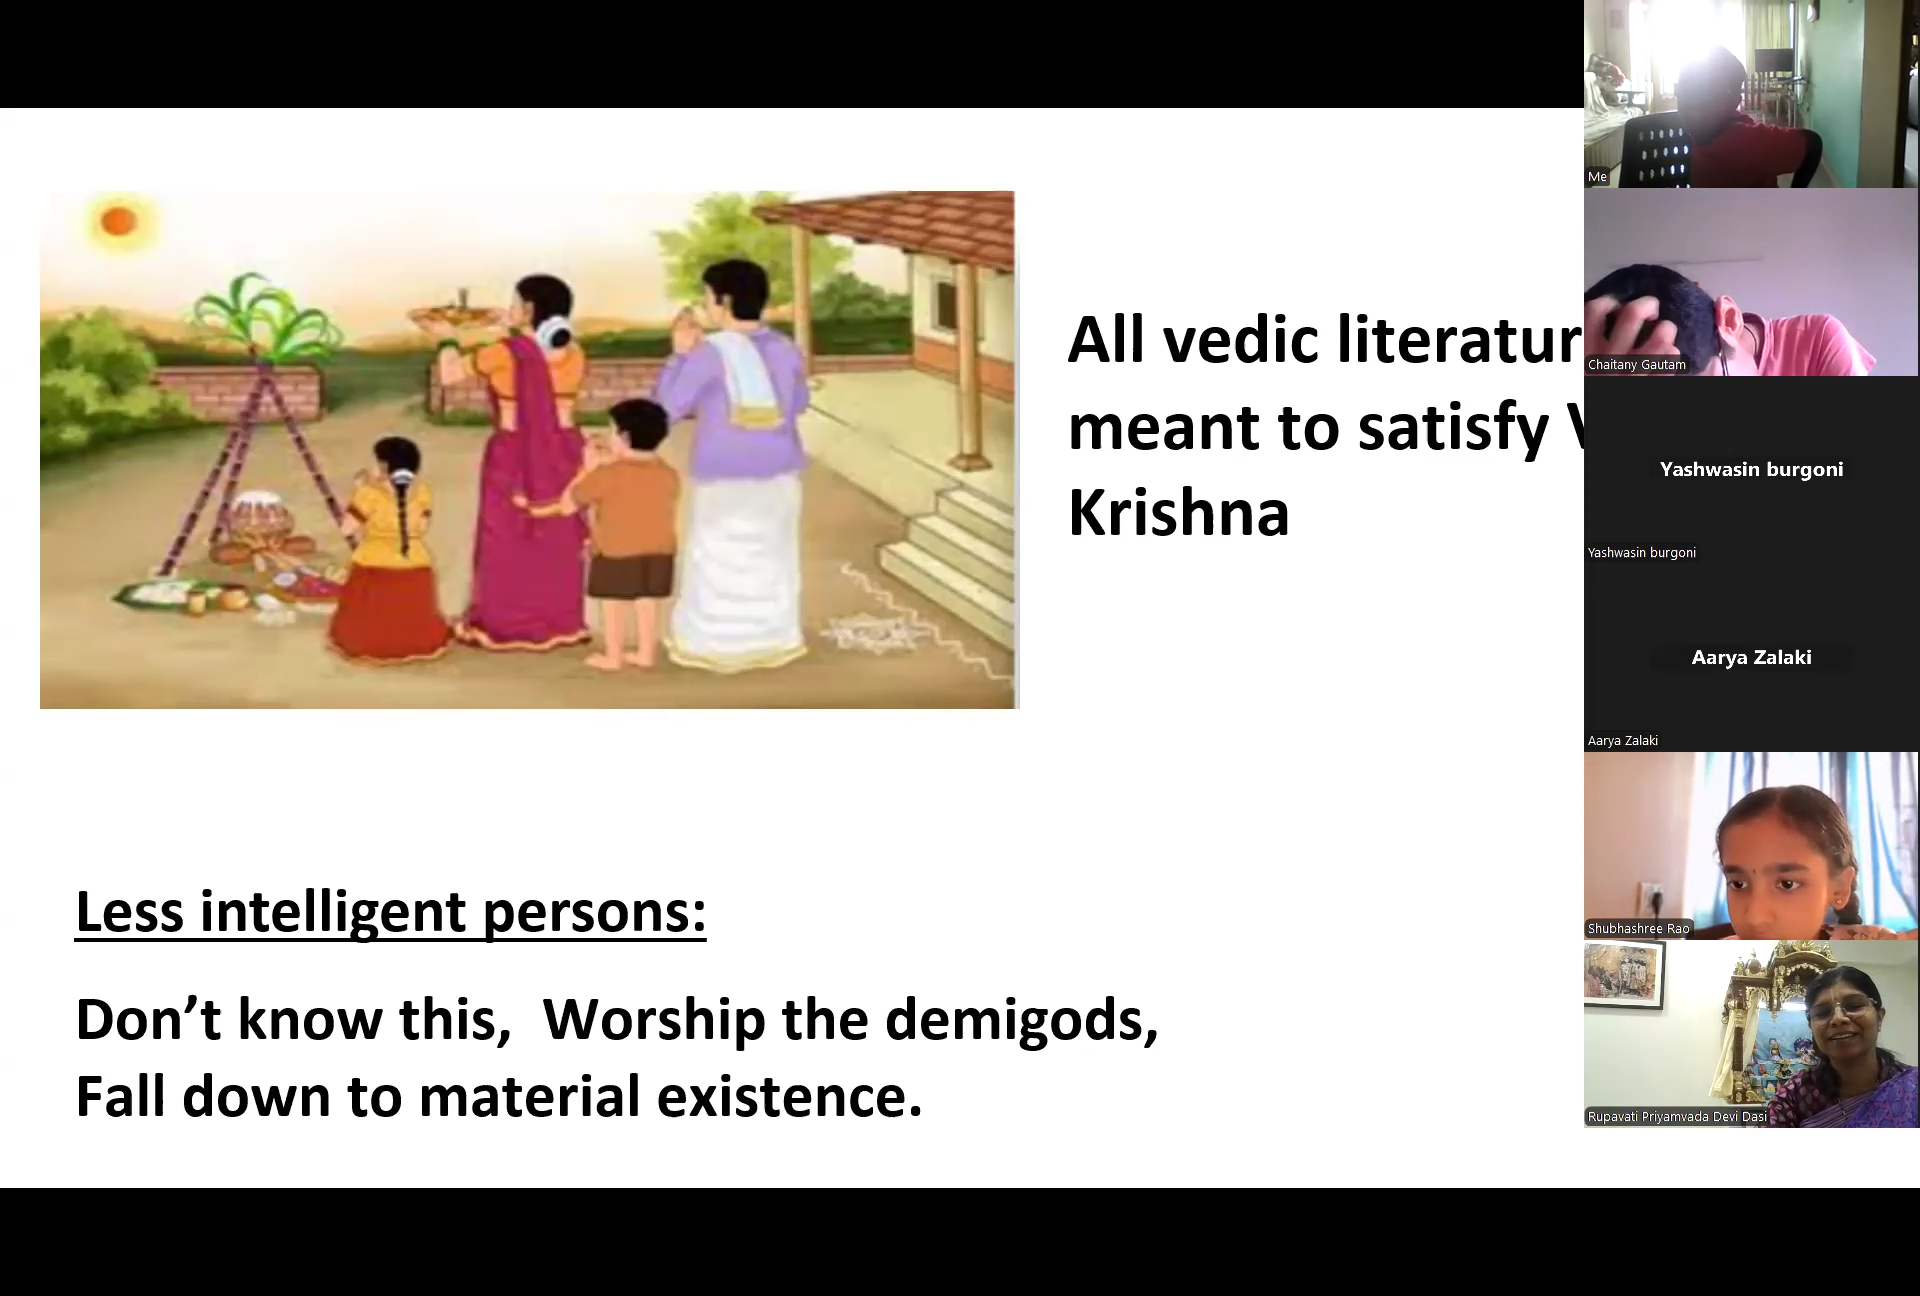 All vedic
meant to satisfy
Krishna
Less intelligent persons:
Don’t know this,  Worship the demigods,
Fall down to material existence.
Me
Chaitany Gautam
Yashwasin burgoni
Yashwasin burgoni
Aarya Zalaki
Aarya Zalaki
Shubhashree Rao
Rupavati Priyamvada Devi Dasi